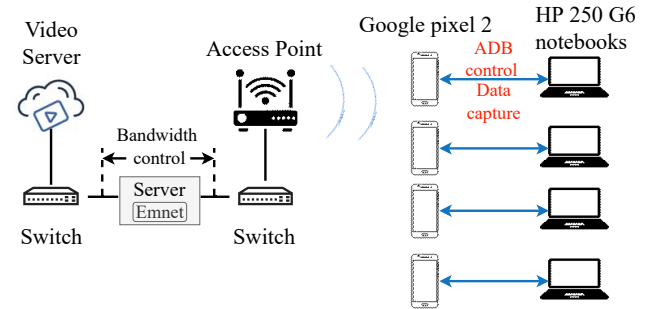 Video
Server
Access Point
Google pixel 2
HP 250 G6
notebooks
ADB
control
Data
capture
Bandwidth
control
Server
Emnet
Switch
Switch